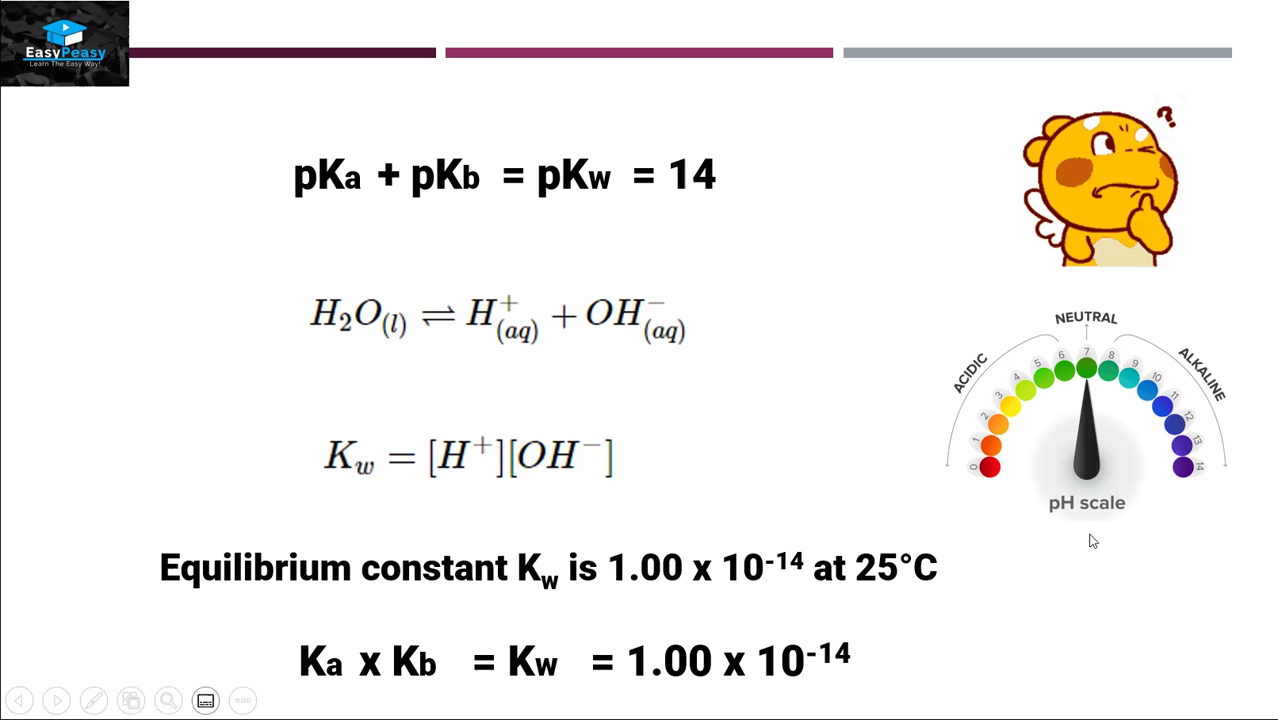 EasyPeasy
Learn The Easy Way!
?
pKa + pKb = pKw = 14
H₂O₍l₎ ⇌ H⁺(aq) + OH⁻(aq)
NEUTRAL
ACIDIC
ALKALINE
0 1 2 3 4 5 6 7 8 9 10 11 12 13 14
pH scale
K_w = [H⁺][OH⁻]
Equilibrium constant K_w is 1.00 x 10⁻¹⁴ at 25°C
Ka x Kb = Kw = 1.00 x 10⁻¹⁴